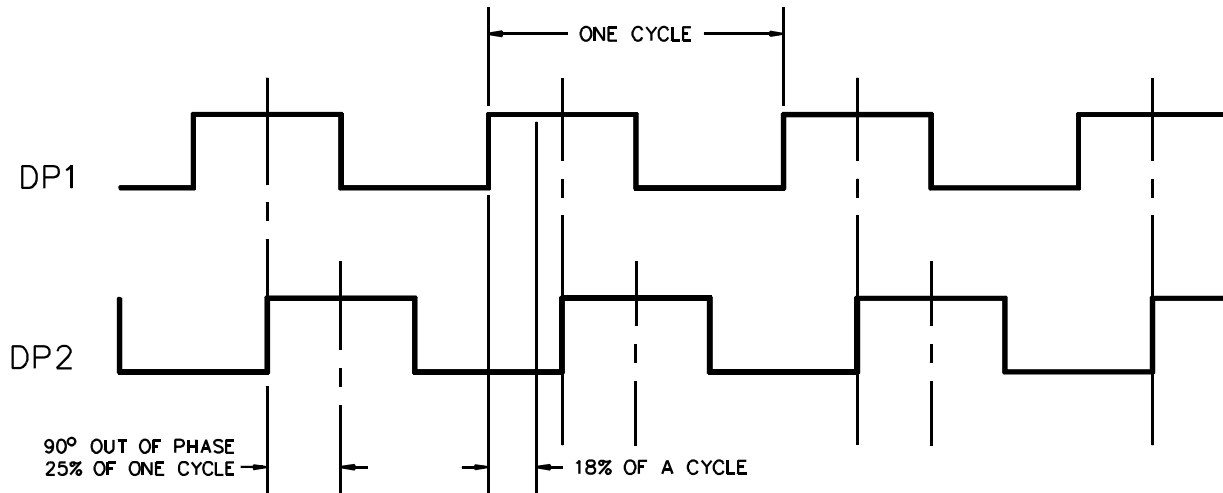 ONE CYCLE
DP1
DP2
90° OUT OF PHASE
25% OF ONE CYCLE
18% OF A CYCLE